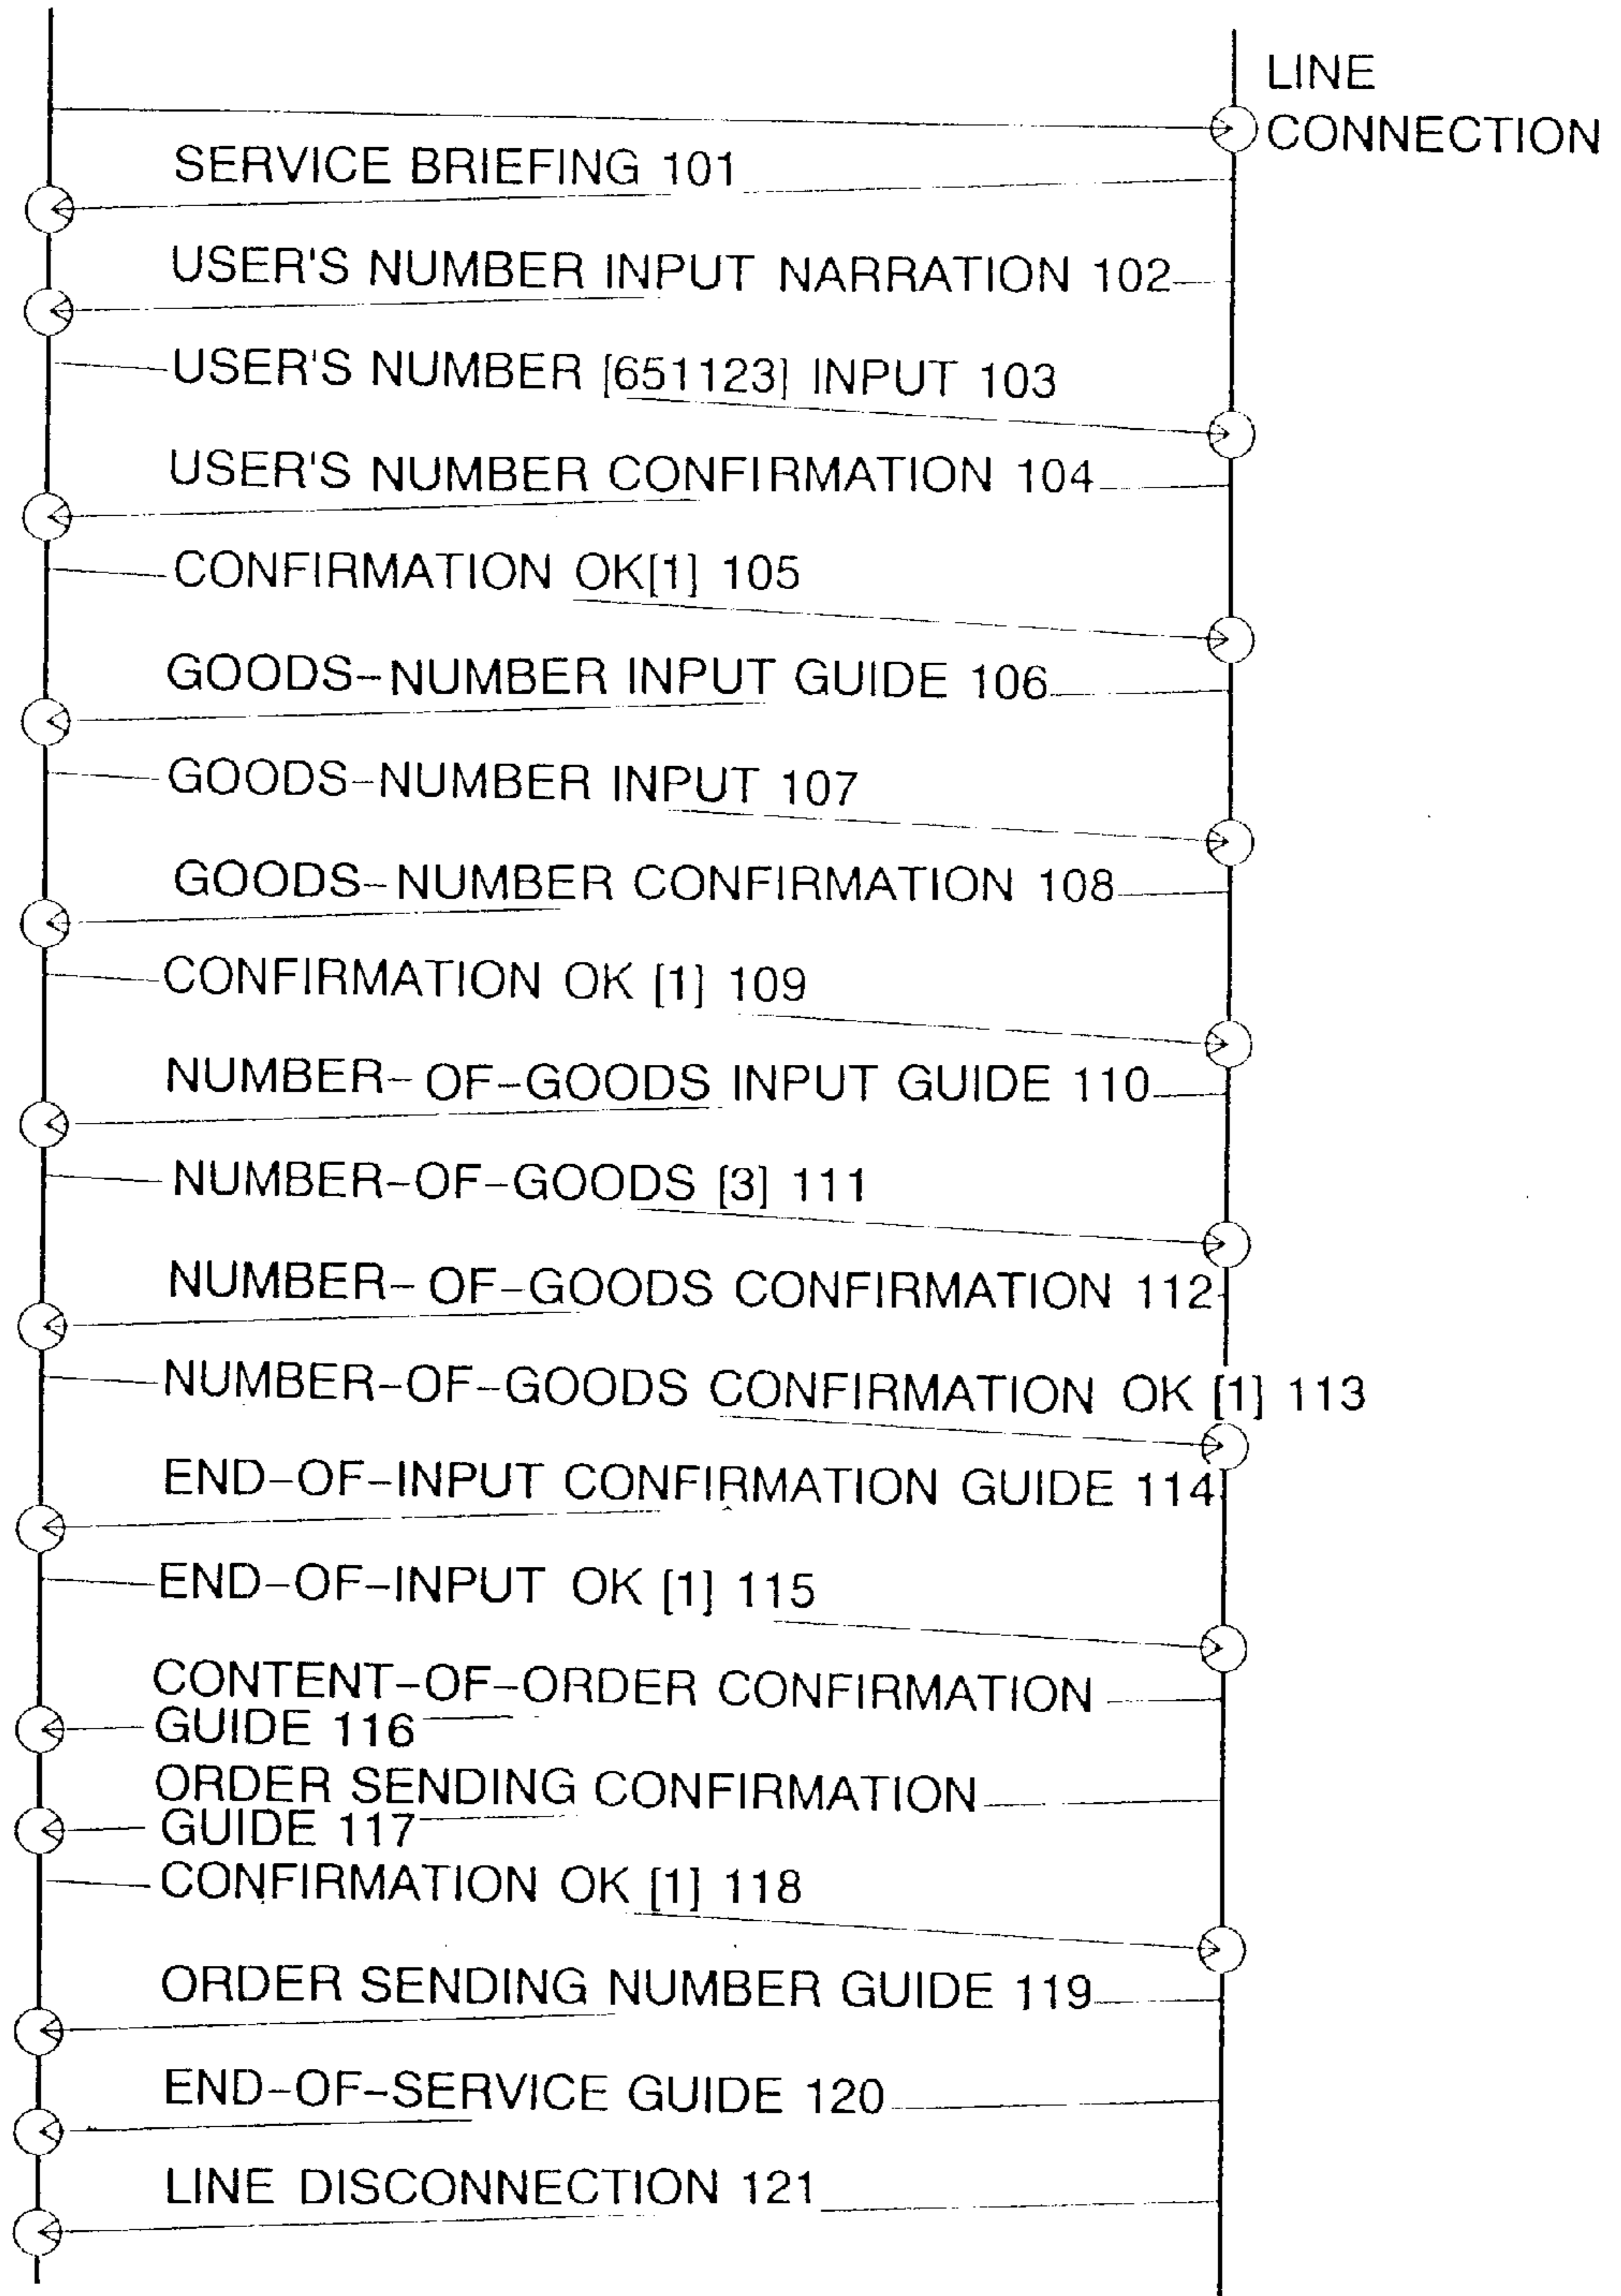 LINE
CONNECTION
SERVICE BRIEFING 101
USER'S NUMBER INPUT NARRATION 102
USER'S NUMBER [651123] INPUT 103
USER'S NUMBER CONFIRMATION 104
CONFIRMATION OK[1] 105
GOODS-NUMBER INPUT GUIDE 106
GOODS-NUMBER INPUT 107
GOODS-NUMBER CONFIRMATION 108
CONFIRMATION OK [1] 109
NUMBER-OF-GOODS INPUT GUIDE 110
NUMBER-OF-GOODS [3] 111
NUMBER-OF-GOODS CONFIRMATION 112
NUMBER-OF-GOODS CONFIRMATION OK [1] 113
END-OF-INPUT CONFIRMATION GUIDE 114
END-OF-INPUT OK [1] 115
CONTENT-OF-ORDER CONFIRMATION
GUIDE 116
ORDER SENDING CONFIRMATION
GUIDE 117
CONFIRMATION OK [1] 118
ORDER SENDING NUMBER GUIDE 119
END-OF-SERVICE GUIDE 120
LINE DISCONNECTION 121